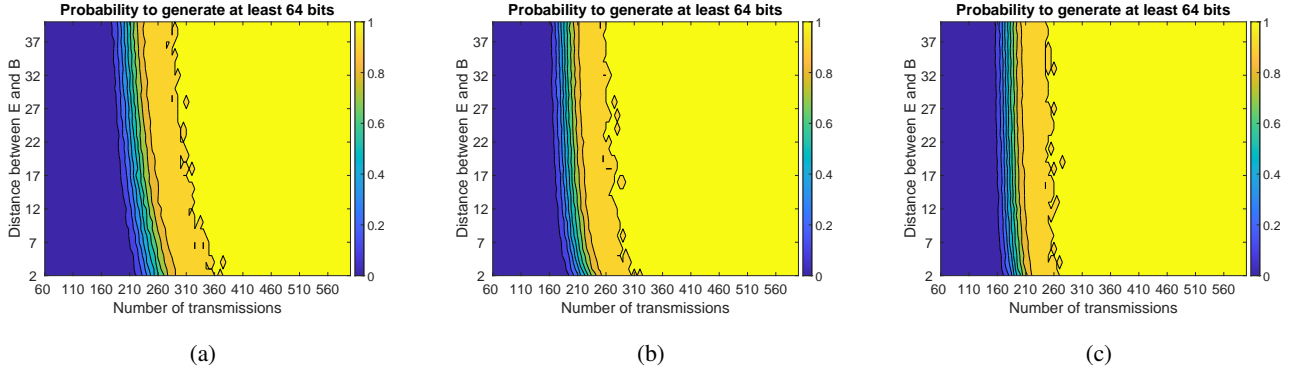 Probability to generate at least 64 bits
Distance between E and B
37
32
27
22
17
12
7
2
60 110 160 210 260 310 360 410 460 510 560
Number of transmissions
1
0.8
0.6
0.4
0.2
0
(a)
Probability to generate at least 64 bits
Distance between E and B
37
32
27
22
17
12
7
2
60 110 160 210 260 310 360 410 460 510 560
Number of transmissions
1
0.8
0.6
0.4
0.2
0
(b)
Probability to generate at least 64 bits
Distance between E and B
37
32
27
22
17
12
7
2
60 110 160 210 260 310 360 410 460 510 560
Number of transmissions
1
0.8
0.6
0.4
0.2
0
(c)